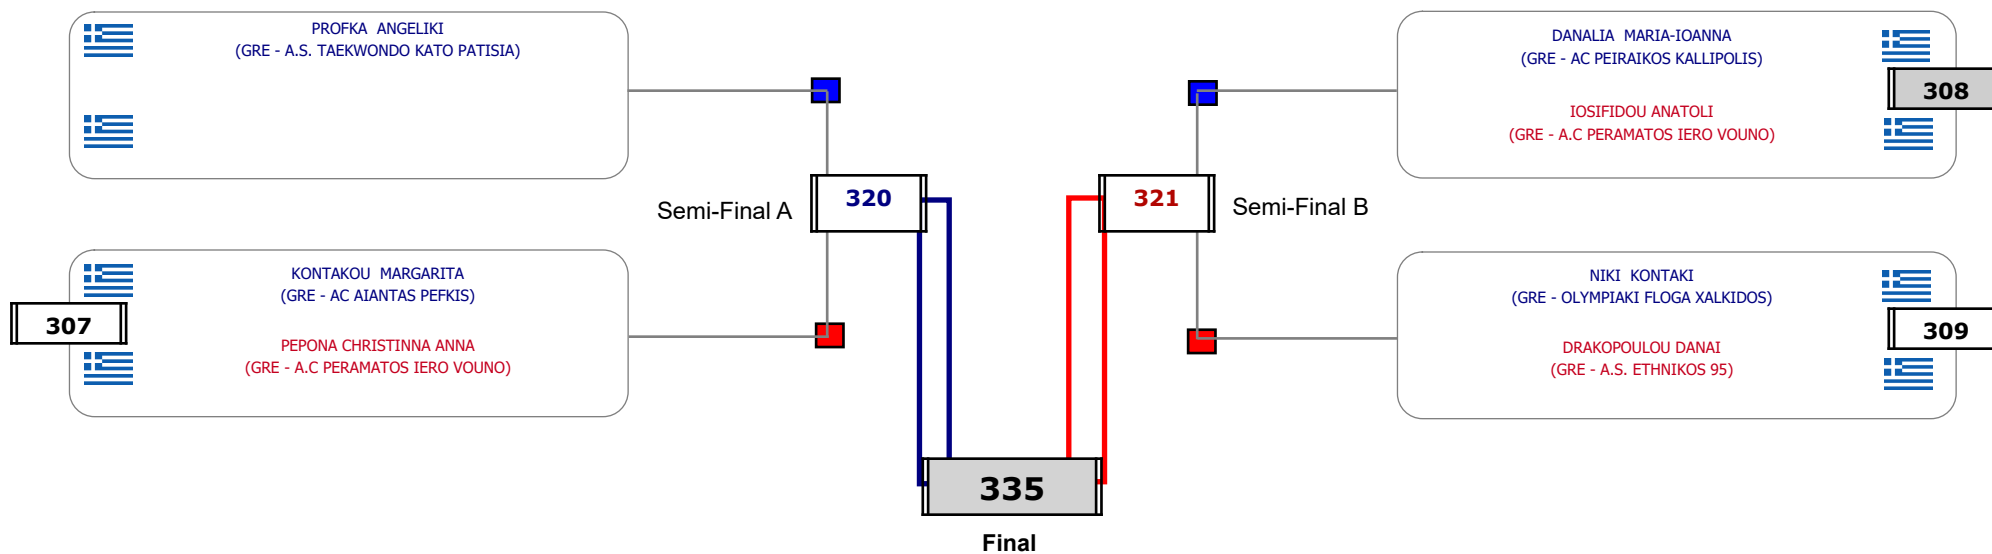 PROFKA ANGELIKI
(GRE - A.S. TAEKWONDO KATO PATISIA)
KONTAKOU MARGARITA
(GRE - AC AIANTAS PEFKIS)
307
PEPONA CHRISTINNA ANNA
(GRE - A.C PERAMATOS IERO VOUNO)
Semi-Final A
320
321
Semi-Final B
DANALIA MARIA-IOANNA
(GRE - AC PEIRAIKOS KALLIPOLIS)
308
IOSIFIDOU ANATOLI
(GRE - A.C PERAMATOS IERO VOUNO)
NIKI KONTAKI
(GRE - OLYMPIAKI FLOGA XALKIDOS)
309
DRAKOPOULOU DANAI
(GRE - A.S. ETHNIKOS 95)
335
Final